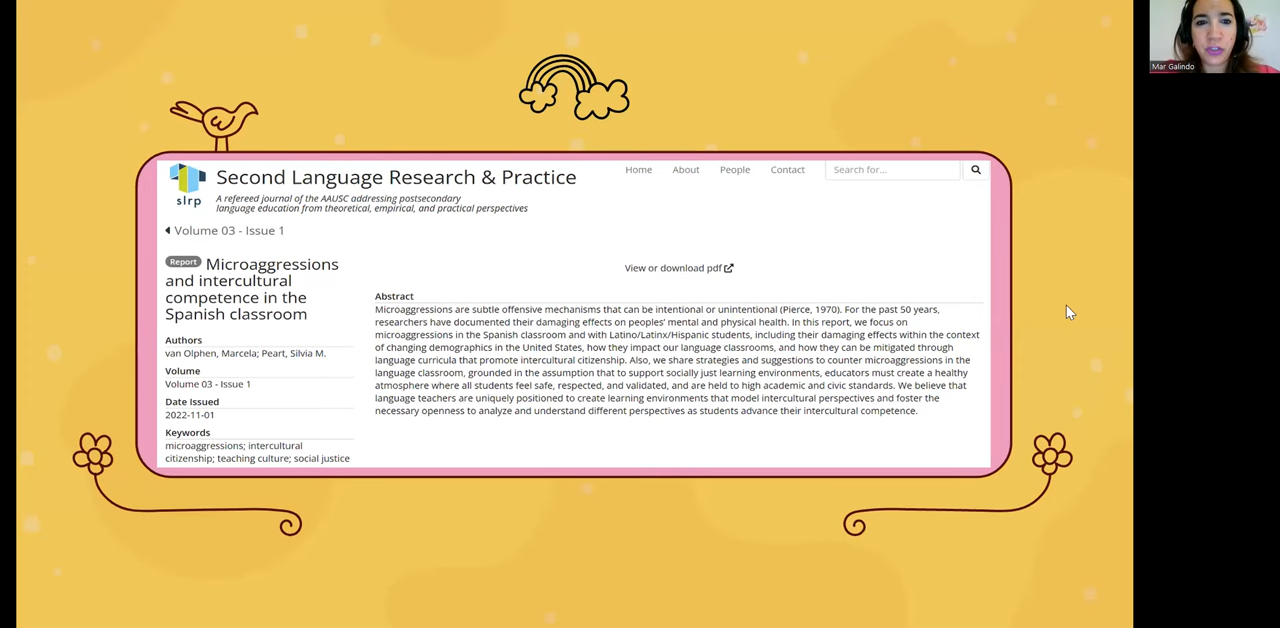 Mar Galindo
slrp
Second Language Research & Practice
A refereed journal of the AAUSC addressing postsecondary
language education from theoretical, empirical, and practical perspectives
Home About People Contact Search for...
Volume 03 - Issue 1
Report Microaggressions
and intercultural
competence in the
Spanish classroom
Authors
van Olphen, Marcela; Peart, Silvia M.
Volume
Volume 03 - Issue 1
Date Issued
2022-11-01
Keywords
microaggressions; intercultural
citizenship; teaching culture; social justice
View or download pdf
Abstract
Microaggressions are subtle offensive mechanisms that can be intentional or unintentional (Pierce, 1970). For the past 50 years,
researchers have documented their damaging effects on peoples' mental and physical health. In this report, we focus on
microaggressions in the Spanish classroom and with Latino/Latinx/Hispanic students, including their damaging effects within the context
of changing demographics in the United States, how they impact our language classrooms, and how they can be mitigated through
language curricula that promote intercultural citizenship. Also, we share strategies and suggestions to counter microaggressions in the
language classroom, grounded in the assumption that to support socially just learning environments, educators must create a healthy
atmosphere where all students feel safe, respected, and validated, and are held to high academic and civic standards. We believe that
language teachers are uniquely positioned to create learning environments that model intercultural perspectives and foster the
necessary openness to analyze and understand different perspectives as students advance their intercultural competence.